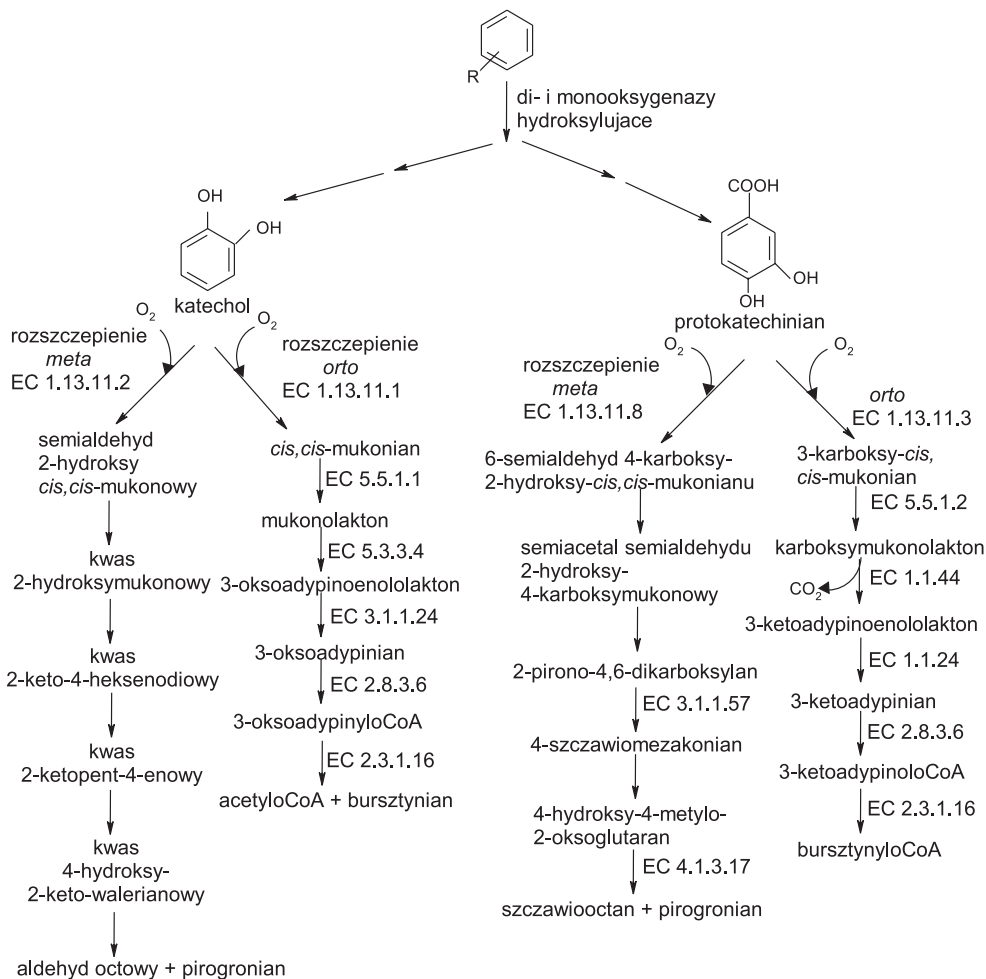 R
di- i monooksygenazy
hydroksylujace
OH
OH
katechol
COOH
OH
OH
protokatechinian
O2
rozszczepienie
meta
EC 1.13.11.2
semialdehyd
2-hydroksy
cis,cis-mukonowy
kwas
2-hydroksymukonowy
kwas
2-keto-4-heksenodiowy
kwas
2-ketopent-4-enowy
kwas
4-hydroksy-
2-keto-walerianowy
aldehyd octowy + pirogronian
O2
rozszczepienie
orto
EC 1.13.11.1
cis,cis-mukonian
EC 5.5.1.1
mukonolakton
EC 5.3.3.4
3-oksoadypinoenololakton
EC 3.1.1.24
3-oksoadypinian
EC 2.8.3.6
3-oksoadypinyloCoA
EC 2.3.1.16
acetyloCoA + bursztynian
O2
rozszczepienie
meta
EC 1.13.11.8
6-semialdehyd 4-karboksy-
2-hydroksy-cis,cis-mukonianu
semiacetal semialdehydu
2-hydroksy-
4-karboksymukonowy
2-pirono-4,6-dikarboksylan
EC 3.1.1.57
4-szczawiomezakonian
4-hydroksy-4-metylo-
2-oksoglutaran
EC 4.1.3.17
szczawiooctan + pirogronian
O2
orto
EC 1.13.11.3
3-karboksy-cis,
cis-mukonian
EC 5.5.1.2
karboksymukonolakton
EC 1.1.44
CO2
3-ketoadypinoenololakton
EC 1.1.24
3-ketoadypinian
EC 2.8.3.6
3-ketoadypinoloCoA
EC 2.3.1.16
bursztynyloCoA